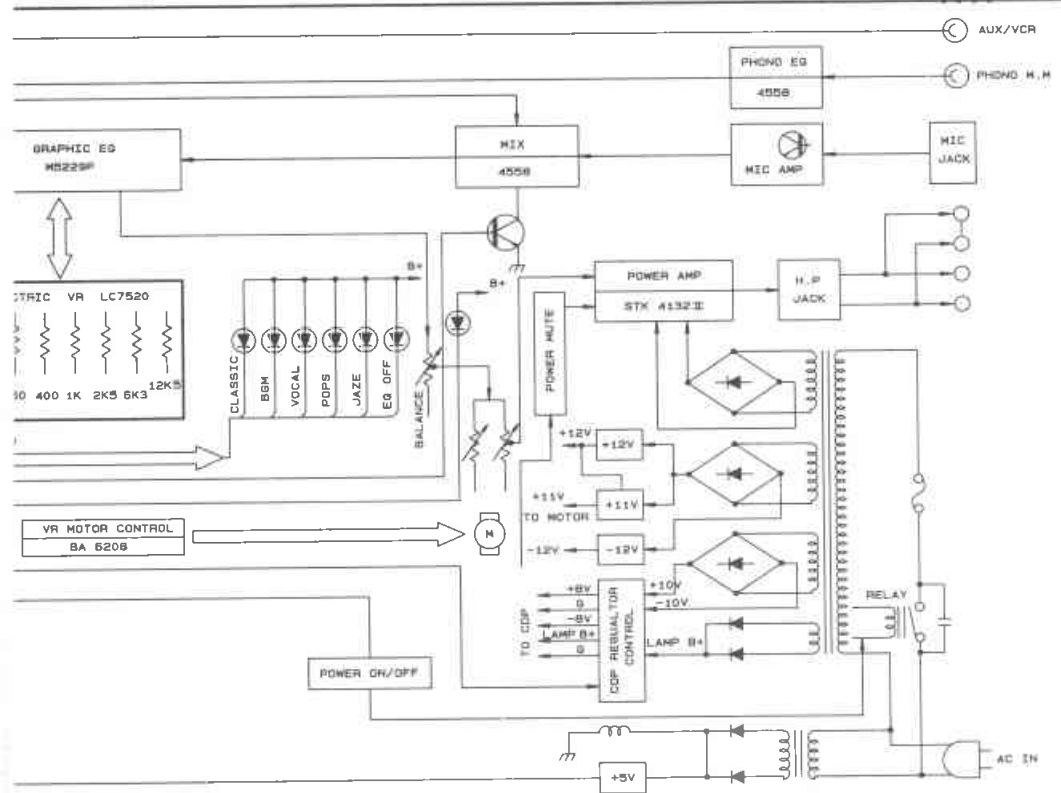 AUX/VCR
PHONO EQ
4558
PHONO M.M
GRAPHIC EQ
M5229P
MIX
4558
MIC AMP
MIC
JACK
B+
B+
POWER AMP
STK 4132Ⅱ
H.P
JACK
CTRIC VR LC7520
400 1K 2K5 6K3 12K5
CLASSIC
BGM
VOCAL
POPS
JAZE
EQ OFF
BALANCE
POWER MUTE
+12V
+12V
+11V
+11V
TO MOTOR
-12V
-12V
VR MOTOR CONTROL
BA 6208
M
+8V
G
-8V
LAMP B+
G
TO CDP
CDP REGUALTOR
CONTROL
+10V
-10V
LAMP B+
RELAY
POWER ON/OFF
+5V
AC IN